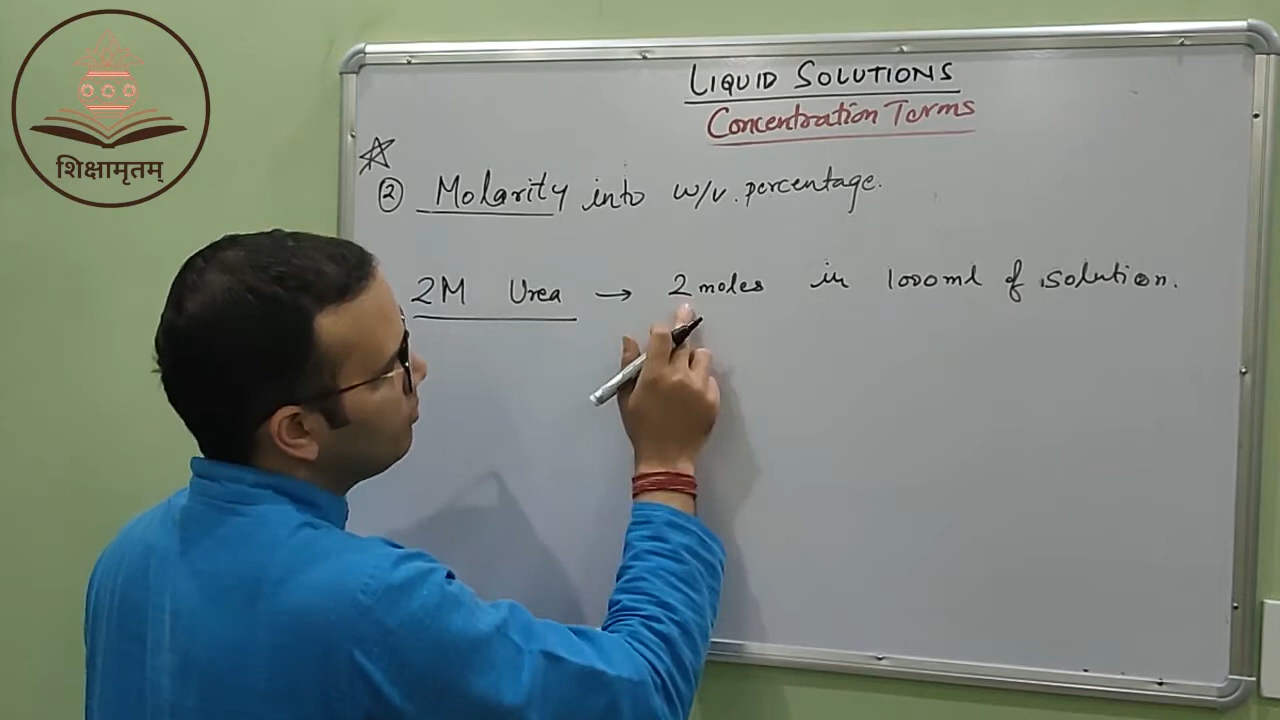 शिक्षामृतम्
LIQUID SOLUTIONS
Concentration Terms
② Molarity into w/v. percentage.
2M Urea → 2 moles in 1000ml of solution.